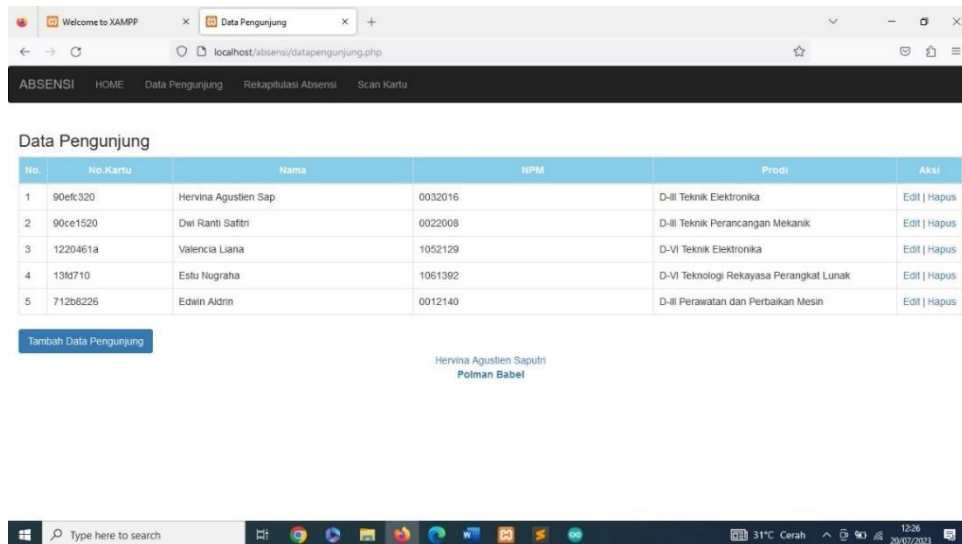 Welcome to XAMPP
Data Pengunjung
localhost/absensi/datapengunjung.php
ABSENSI HOME Data Pengunjung Rekapitulasi Absensi Scan Kartu
Data Pengunjung
No. No.Kartu Nama NPM Prodi Aksi
1 90efc320 Hervina Agustien Sap 0032016 D-III Teknik Elektronika Edit | Hapus
2 90ce1520 Dwi Ranti Safitri 0022008 D-III Teknik Perancangan Mekanik Edit | Hapus
3 1220461a Valencia Liana 1052129 D-VI Teknik Elektronika Edit | Hapus
4 13fd710 Estu Nugraha 1061392 D-VI Teknologi Rekayasa Perangkat Lunak Edit | Hapus
5 712b8226 Edwin Aldrin 0012140 D-III Perawatan dan Perbaikan Mesin Edit | Hapus
Tambah Data Pengunjung
Hervina Agustien Saputri
Polman Babel
Type here to search
31°C Cerah
12:26
20/07/2023